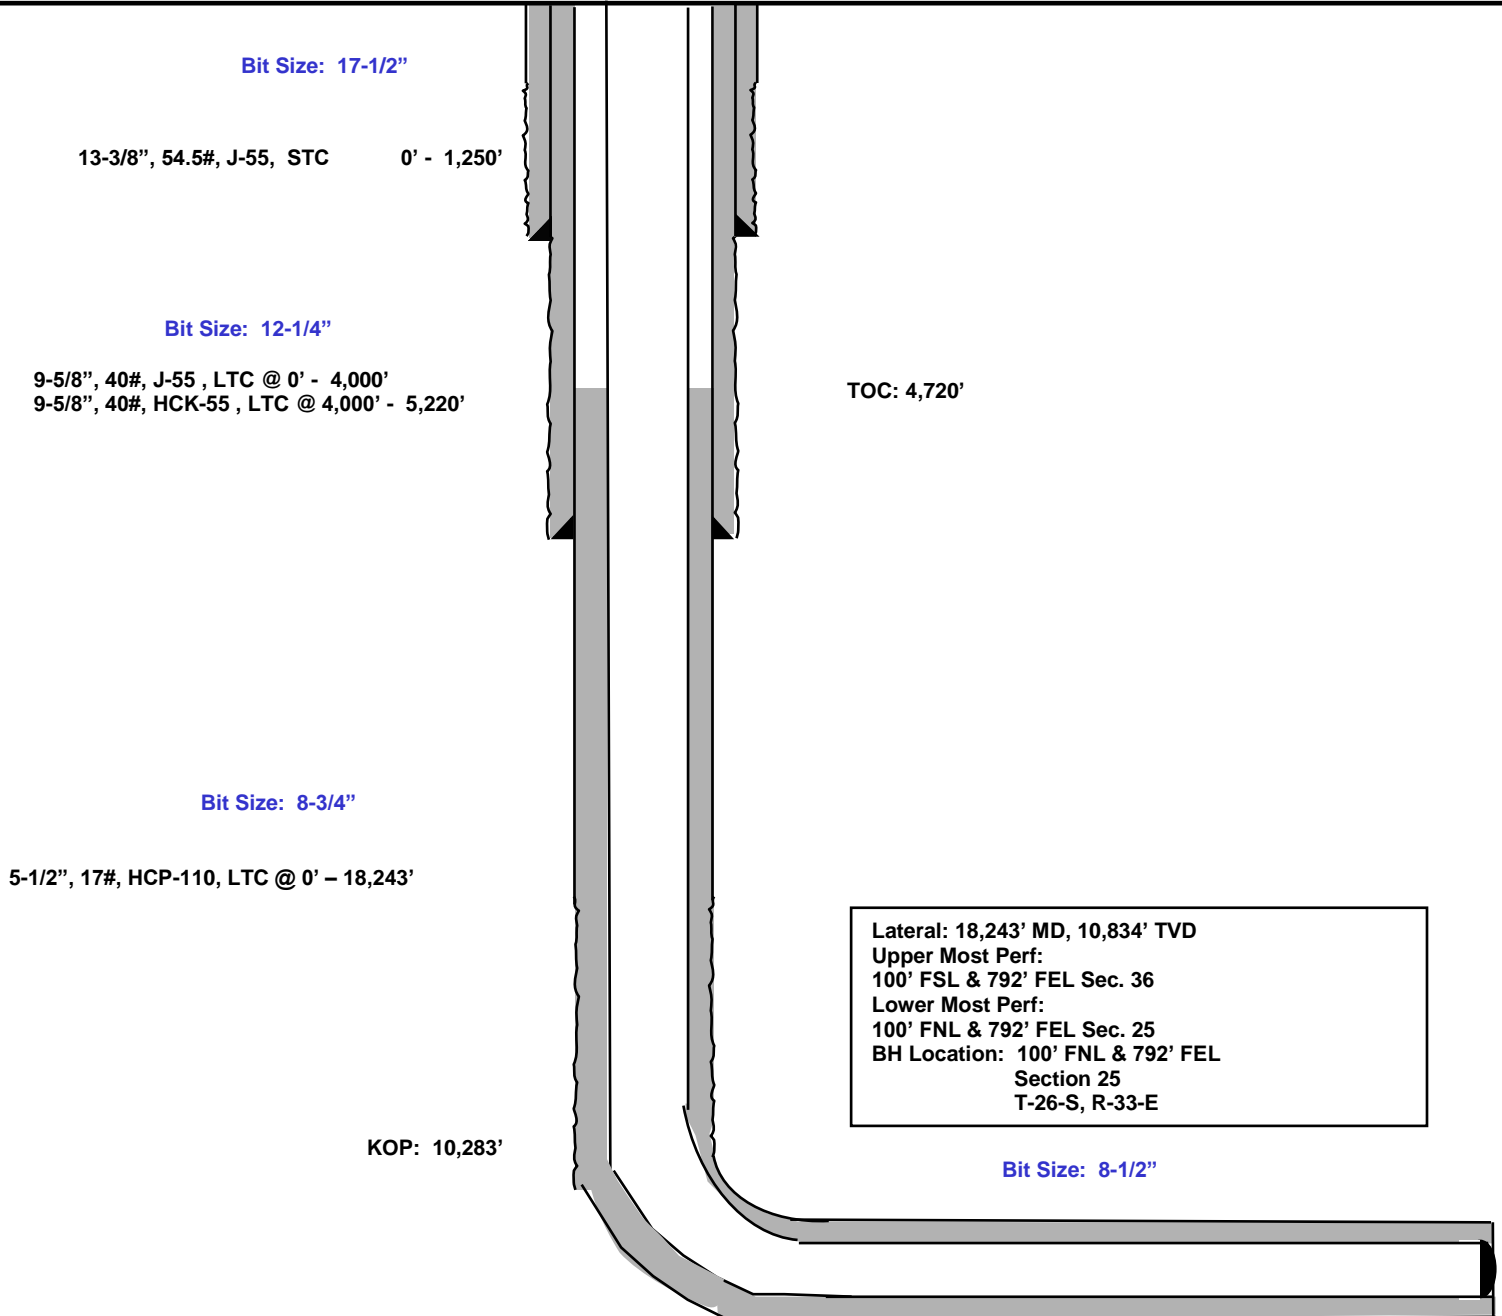 Bit Size: 17-1/2”
13-3/8”, 54.5#, J-55, STC 0’ - 1,250’
Bit Size: 12-1/4”
9-5/8”, 40#, J-55 , LTC @ 0’ - 4,000’
9-5/8”, 40#, HCK-55 , LTC @ 4,000’ - 5,220’
TOC: 4,720’
Bit Size: 8-3/4”
5-1/2”, 17#, HCP-110, LTC @ 0’ – 18,243’
Lateral: 18,243’ MD, 10,834’ TVD
Upper Most Perf:
100’ FSL & 792’ FEL Sec. 36
Lower Most Perf:
100’ FNL & 792’ FEL Sec. 25
BH Location: 100’ FNL & 792’ FEL
Section 25
T-26-S, R-33-E
KOP: 10,283’
Bit Size: 8-1/2”